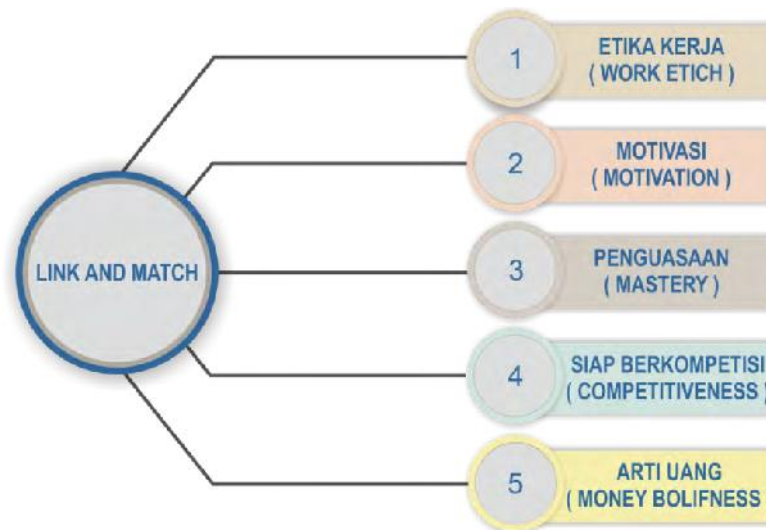 LINK AND MATCH
1
ETIKA KERJA
( WORK ETICH )
2
MOTIVASI
( MOTIVATION )
3
PENGUASAAN
( MASTERY )
4
SIAP BERKOMPETISI
( COMPETITIVENESS )
5
ARTI UANG
( MONEY BOLIFNESS